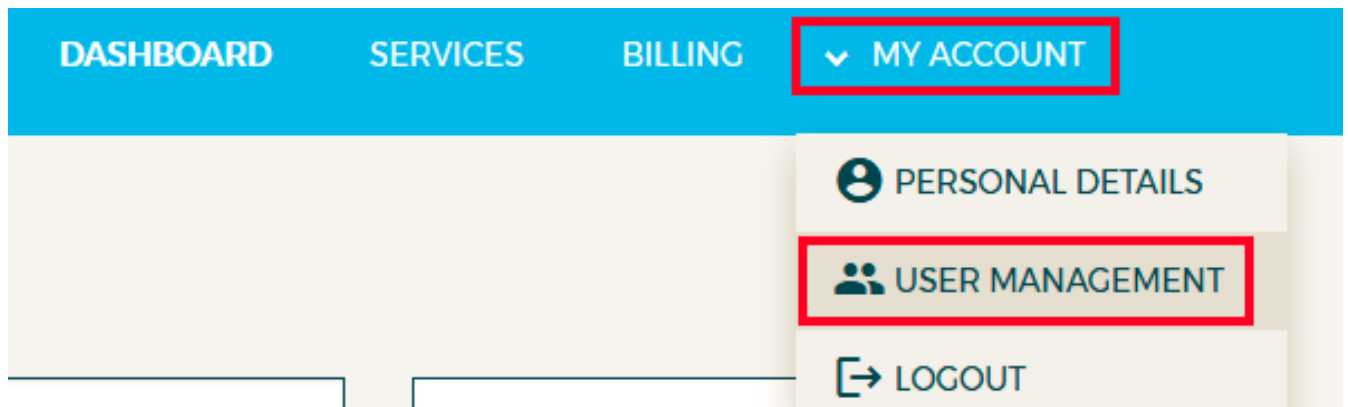 DASHBOARD SERVICES BILLING MY ACCOUNT
PERSONAL DETAILS
USER MANAGEMENT
LOGOUT